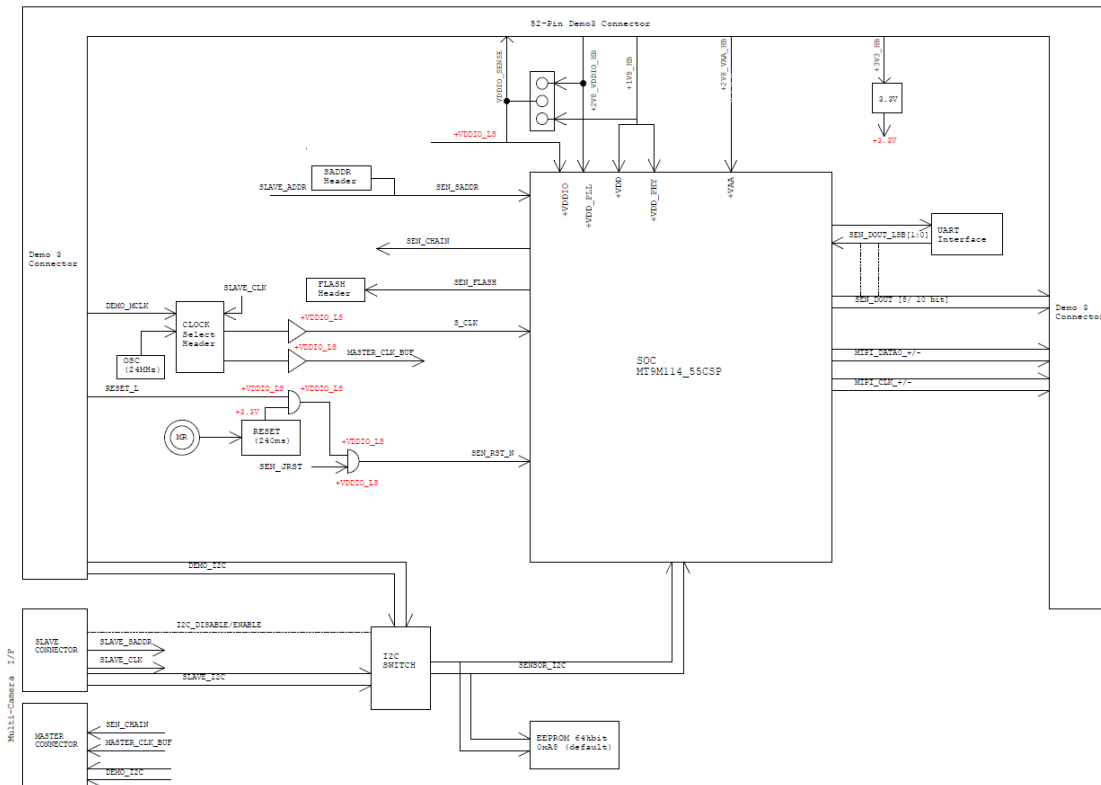 52-Pin Demo3 Connector
VDDIO_SENSE
+2V8_VDDIO_HB
+1V8_HB
+2V8_VAA_HB
+3V3_HB
3.3V
+3.3V
+VDDIO_LS
SADDR
Header
SLAVE_ADDR
SEN_SADDR
+VDDIO
+VDD_PLL
+VDD
+VDD_PHY
+VAA
SEN_DOUT_LSB[1:0]
UART
Interface
Demo 3
Connector
SEN_CHAIN
FLASH
Header
SEN_FLASH
SLAVE_CLK
DEMO_MCLK
CLOCK
Select
Header
+VDDIO_LS
S_CLK
+VDDIO_LS
MASTER_CLK_BUF
OSC
(24MHz)
SEN_DOUT [8/ 10 bit]
Demo 3
Connector
MIPI_DATA0_+/-
MIPI_CLK_+/-
SOC
MT9M114_55CSP
RESET_L
+VDDIO_LS
+VDDIO_LS
+3.3V
MR
RESET
(240ms)
+VDDIO_LS
SEN_JRST
+VDDIO_LS
SEN_RST_N
DEMO_I2C
Multi-Camera I/F
SLAVE
CONNECTOR
I2C_DISABLE/ENABLE
SLAVE_SADDR
SLAVE_CLK
SLAVE_I2C
I2C
SWITCH
SENSOR_I2C
MASTER
CONNECTOR
SEN_CHAIN
MASTER_CLK_BUF
DEMO_I2C
EEPROM 64kbit
0xA8 (default)